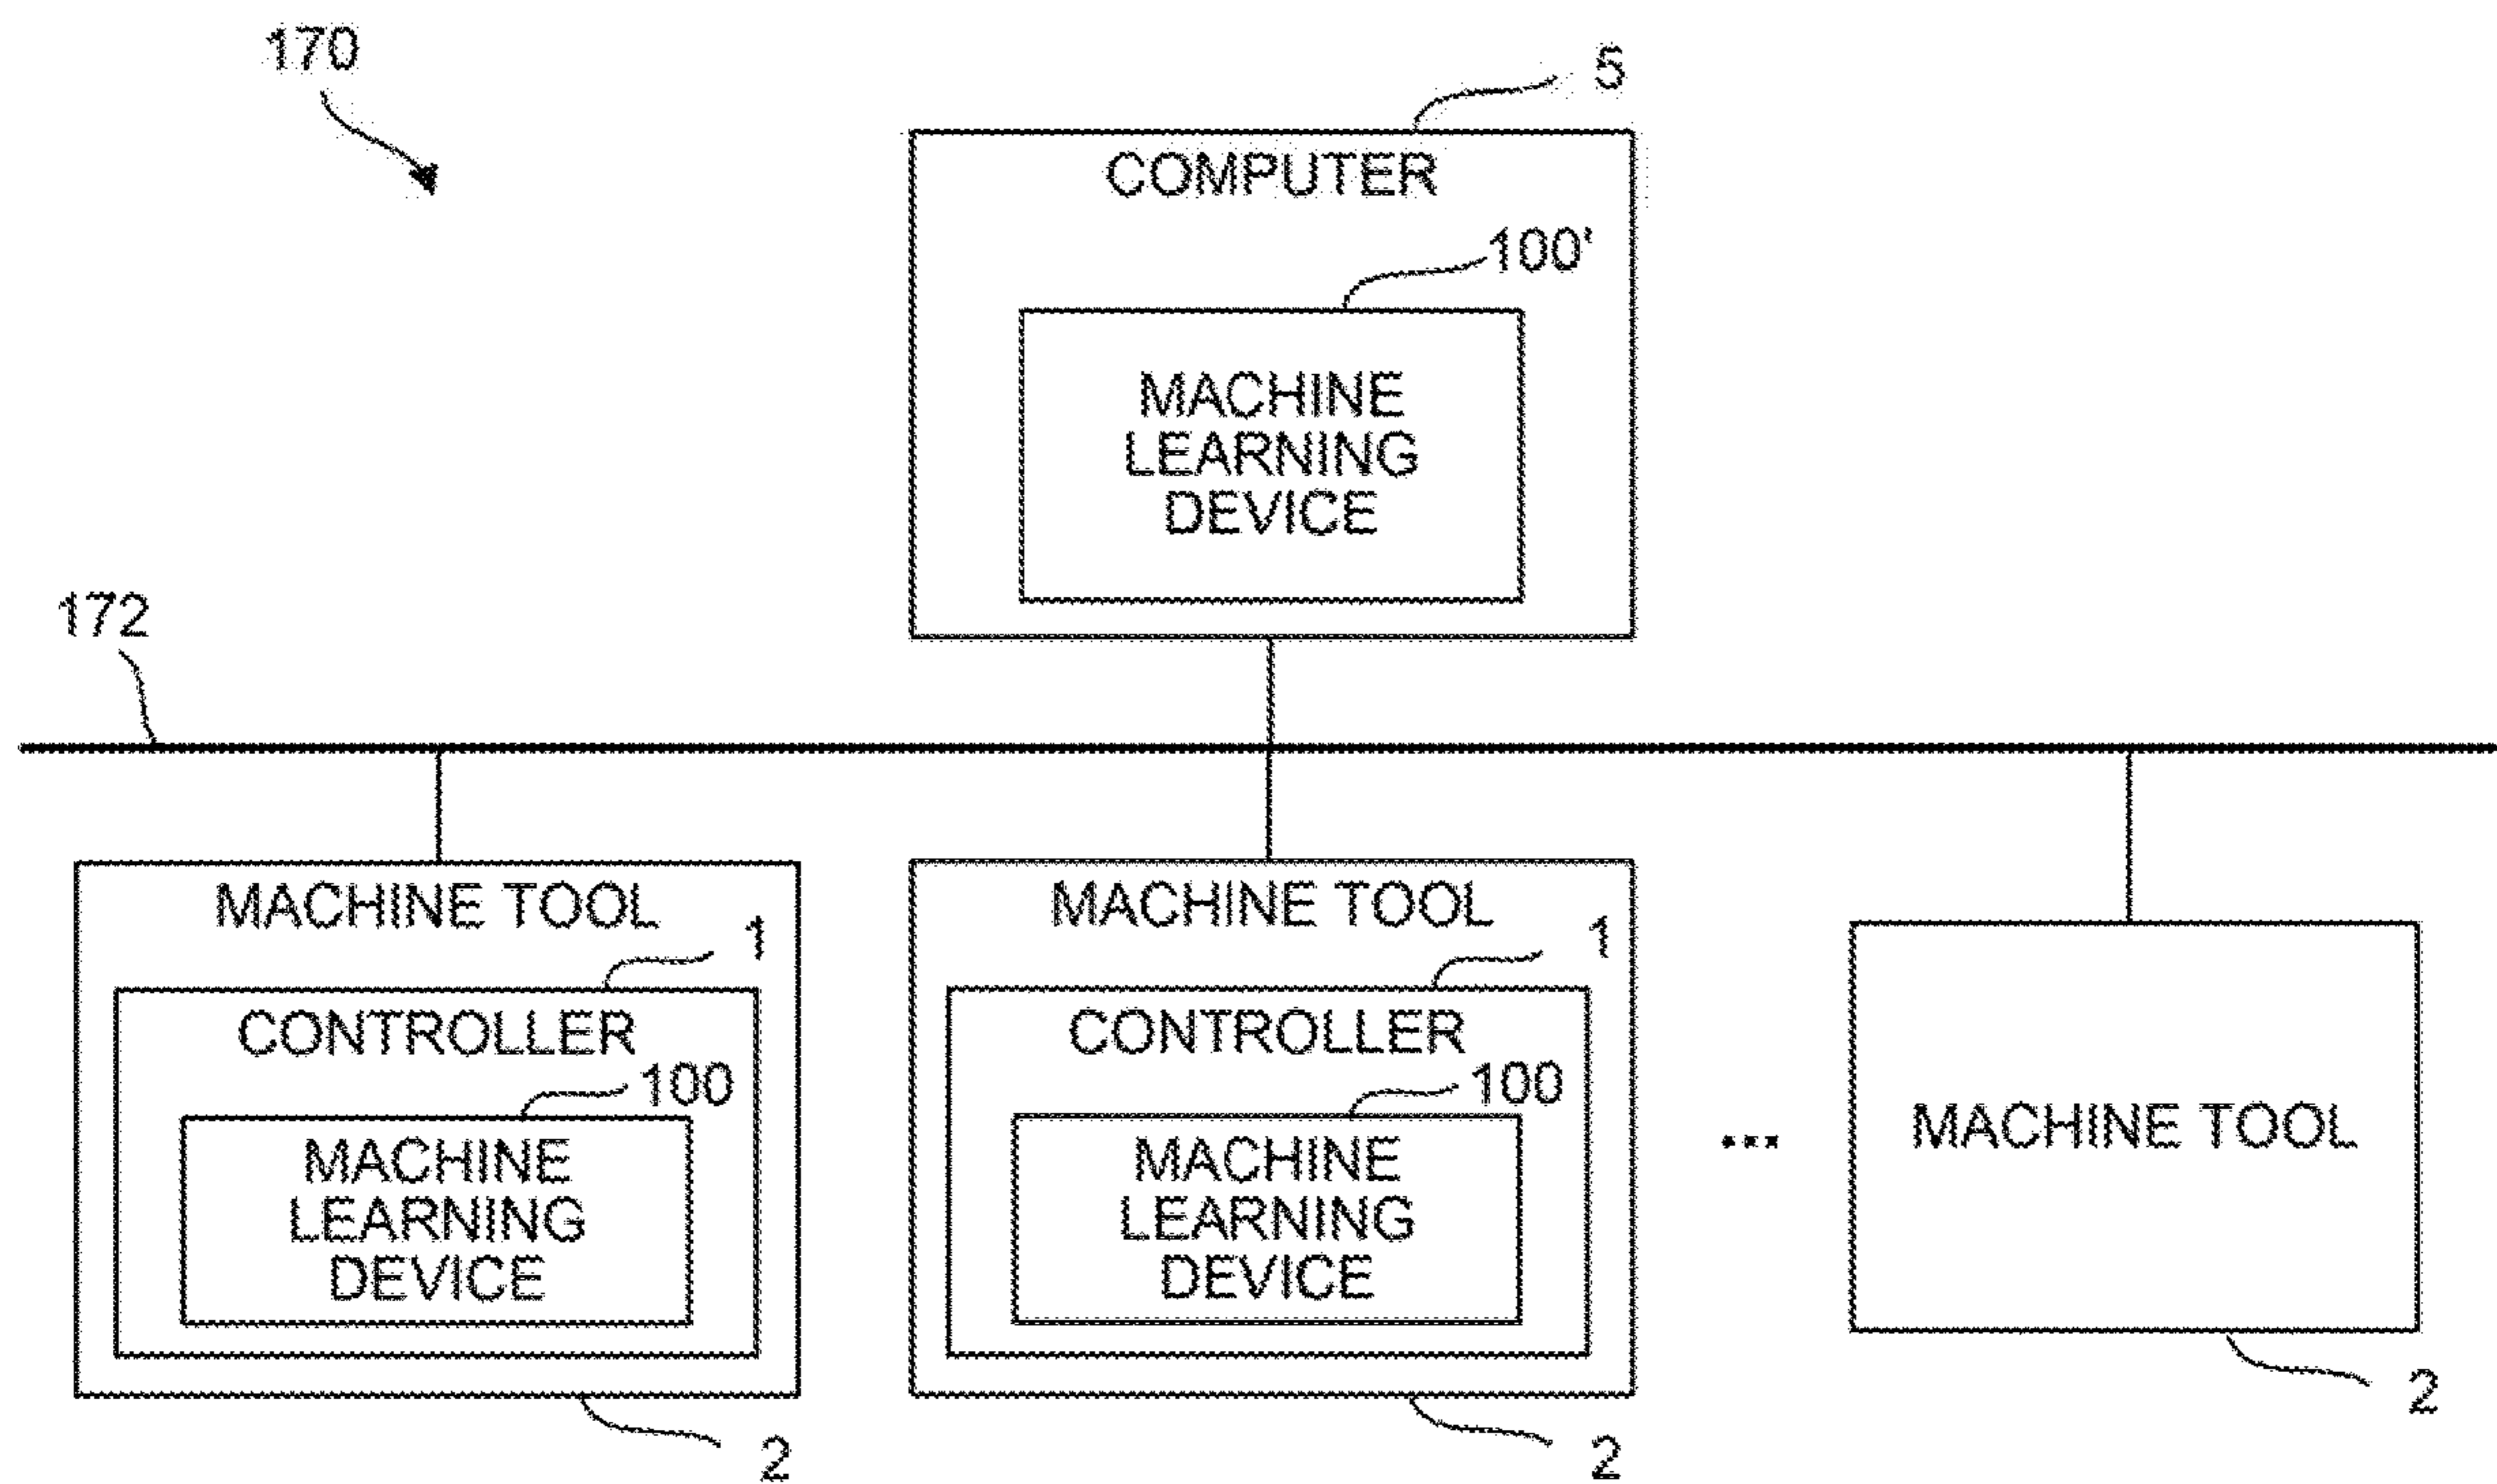 170
5
COMPUTER
100'
MACHINE
LEARNING
DEVICE
172
MACHINE TOOL
1
CONTROLLER
100
MACHINE
LEARNING
DEVICE
2
MACHINE TOOL
1
CONTROLLER
100
MACHINE
LEARNING
DEVICE
2
...
MACHINE TOOL
2